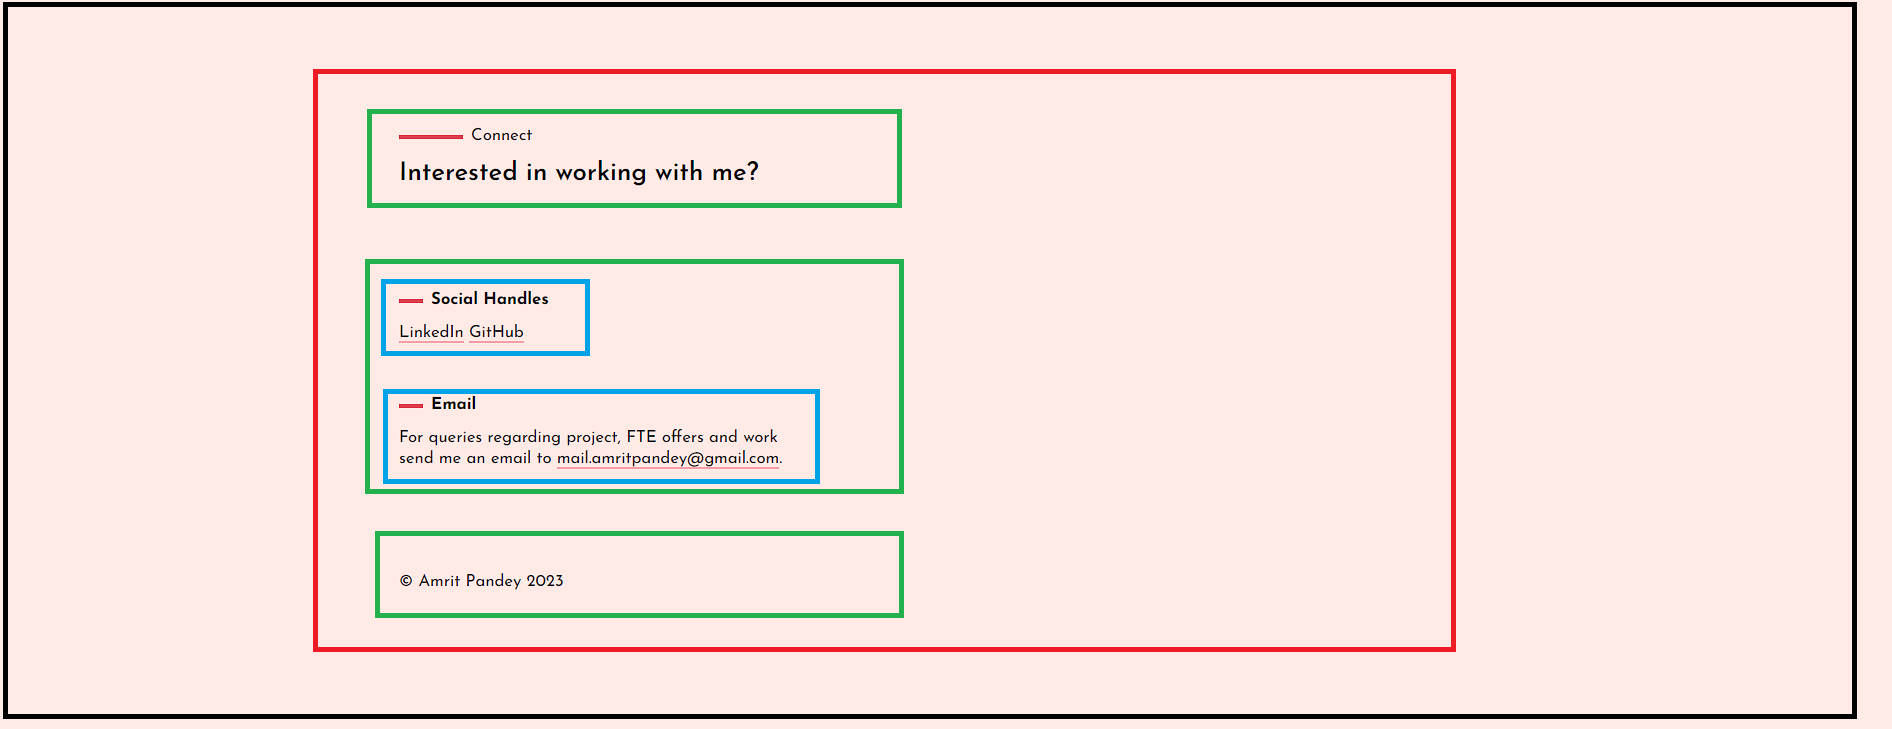 Connect
Interested in working with me?
Social Handles
LinkedIn GitHub
Email
For queries regarding project, FTE offers and work
send me an email to mail.amritpandey@gmail.com.
© Amrit Pandey 2023